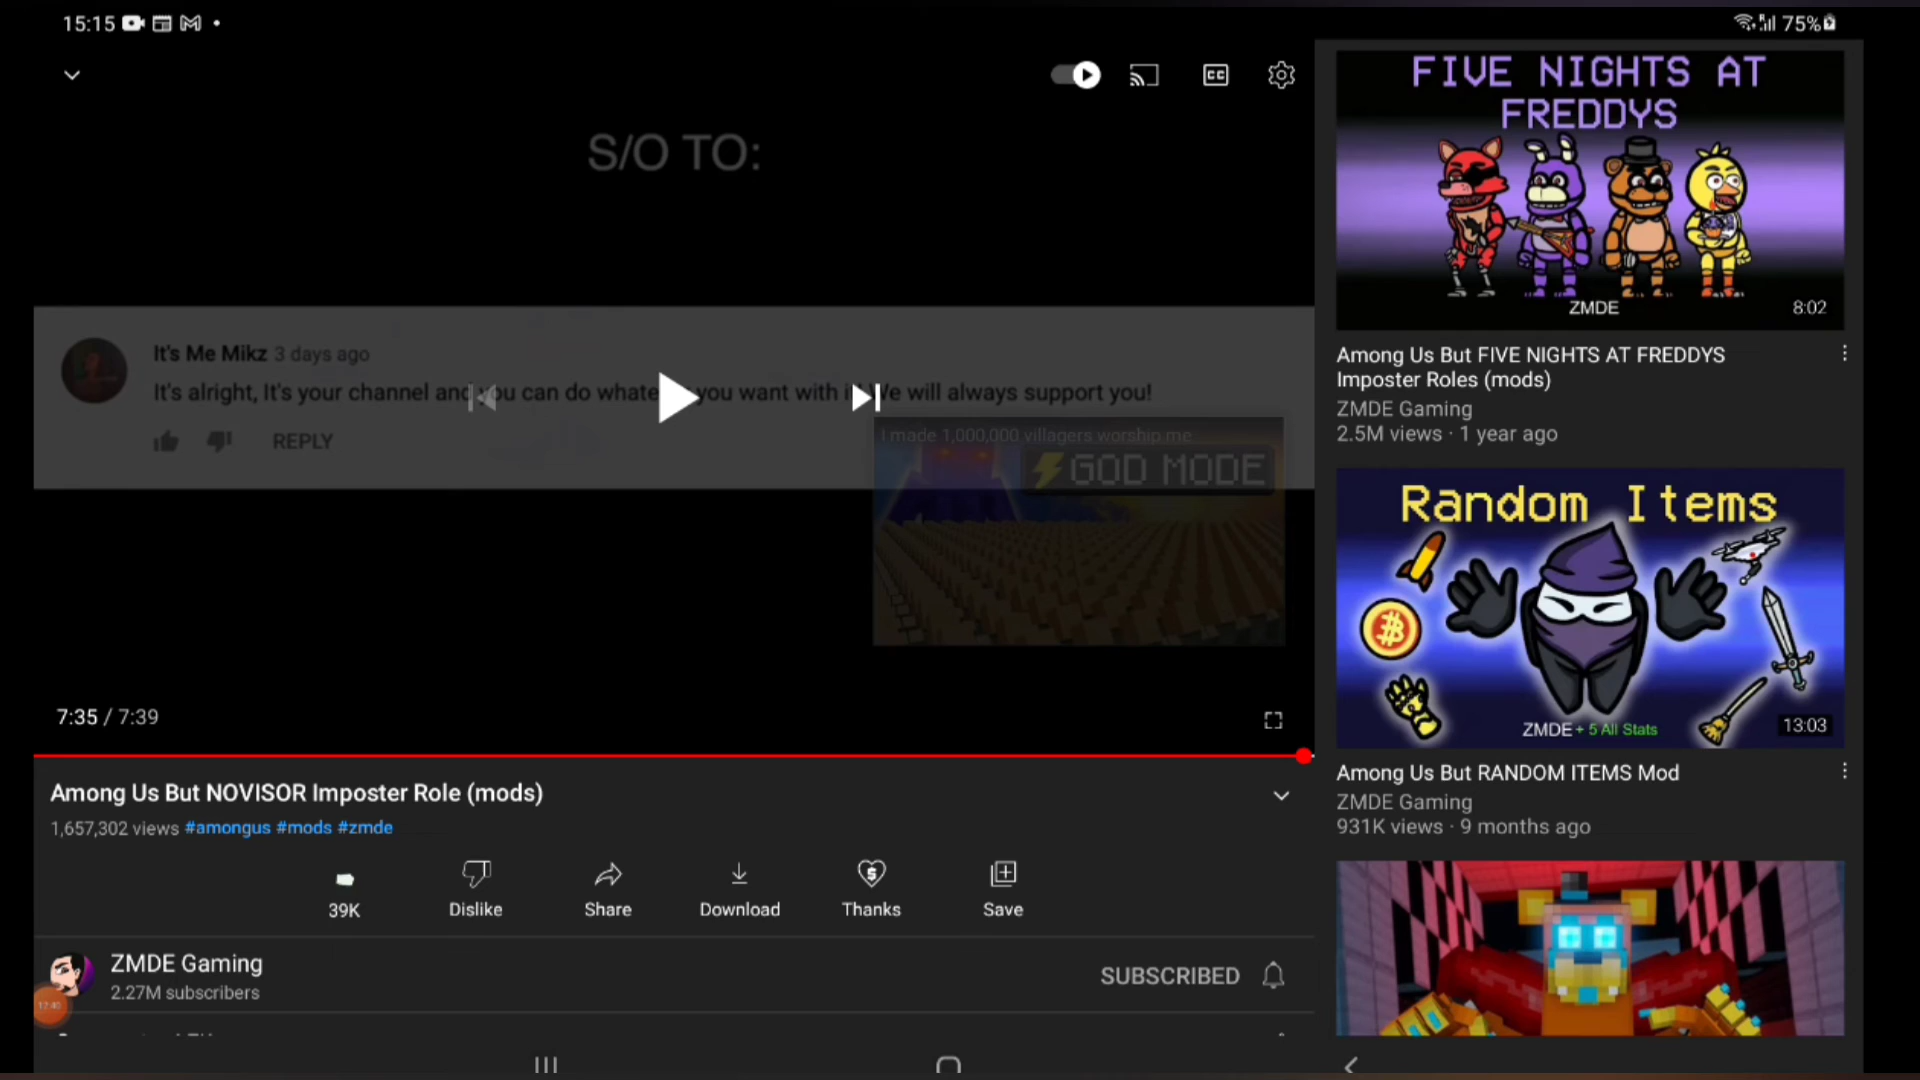 15:15
75%
S/O TO:
It's Me Mikz 3 days ago
It's alright, It's your channel and you can do whate you want with i We will always support you!
REPLY
I made 1,000,000 villagers worship me
GOD MODE
7:35 / 7:39
Among Us But NOVISOR Imposter Role (mods)
1,657,302 views #amongus #mods #zmde
39K
Dislike
Share
Download
Thanks
Save
ZMDE Gaming
2.27M subscribers
SUBSCRIBED
12:40
FIVE NIGHTS AT
FREDDYS
ZMDE
8:02
Among Us But FIVE NIGHTS AT FREDDYS
Imposter Roles (mods)
ZMDE Gaming
2.5M views · 1 year ago
Random Items
ZMDE + 5 All Stats
13:03
Among Us But RANDOM ITEMS Mod
ZMDE Gaming
931K views · 9 months ago